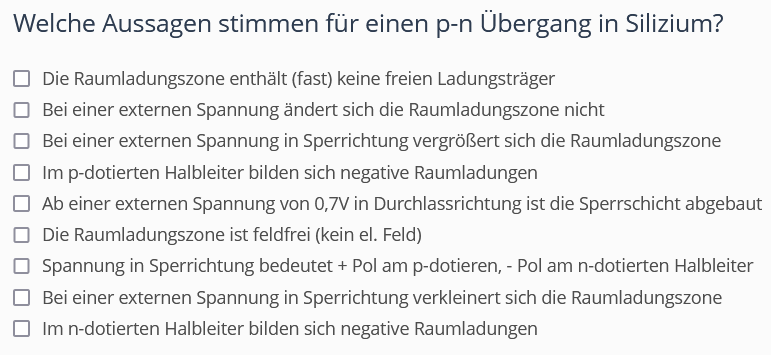 Welche Aussagen stimmen für einen p-n Übergang in Silizium?
Die Raumladungszone enthält (fast) keine freien Ladungsträger
Bei einer externen Spannung ändert sich die Raumladungszone nicht
Bei einer externen Spannung in Sperrichtung vergrößert sich die Raumladungszone
Im p-dotierten Halbleiter bilden sich negative Raumladungen
Ab einer externen Spannung von 0,7V in Durchlassrichtung ist die Sperrschicht abgebaut
Die Raumladungszone ist feldfrei (kein el. Feld)
Spannung in Sperrichtung bedeutet + Pol am p-dotieren, - Pol am n-dotierten Halbleiter
Bei einer externen Spannung in Sperrichtung verkleinert sich die Raumladungszone
Im n-dotierten Halbleiter bilden sich negative Raumladungen